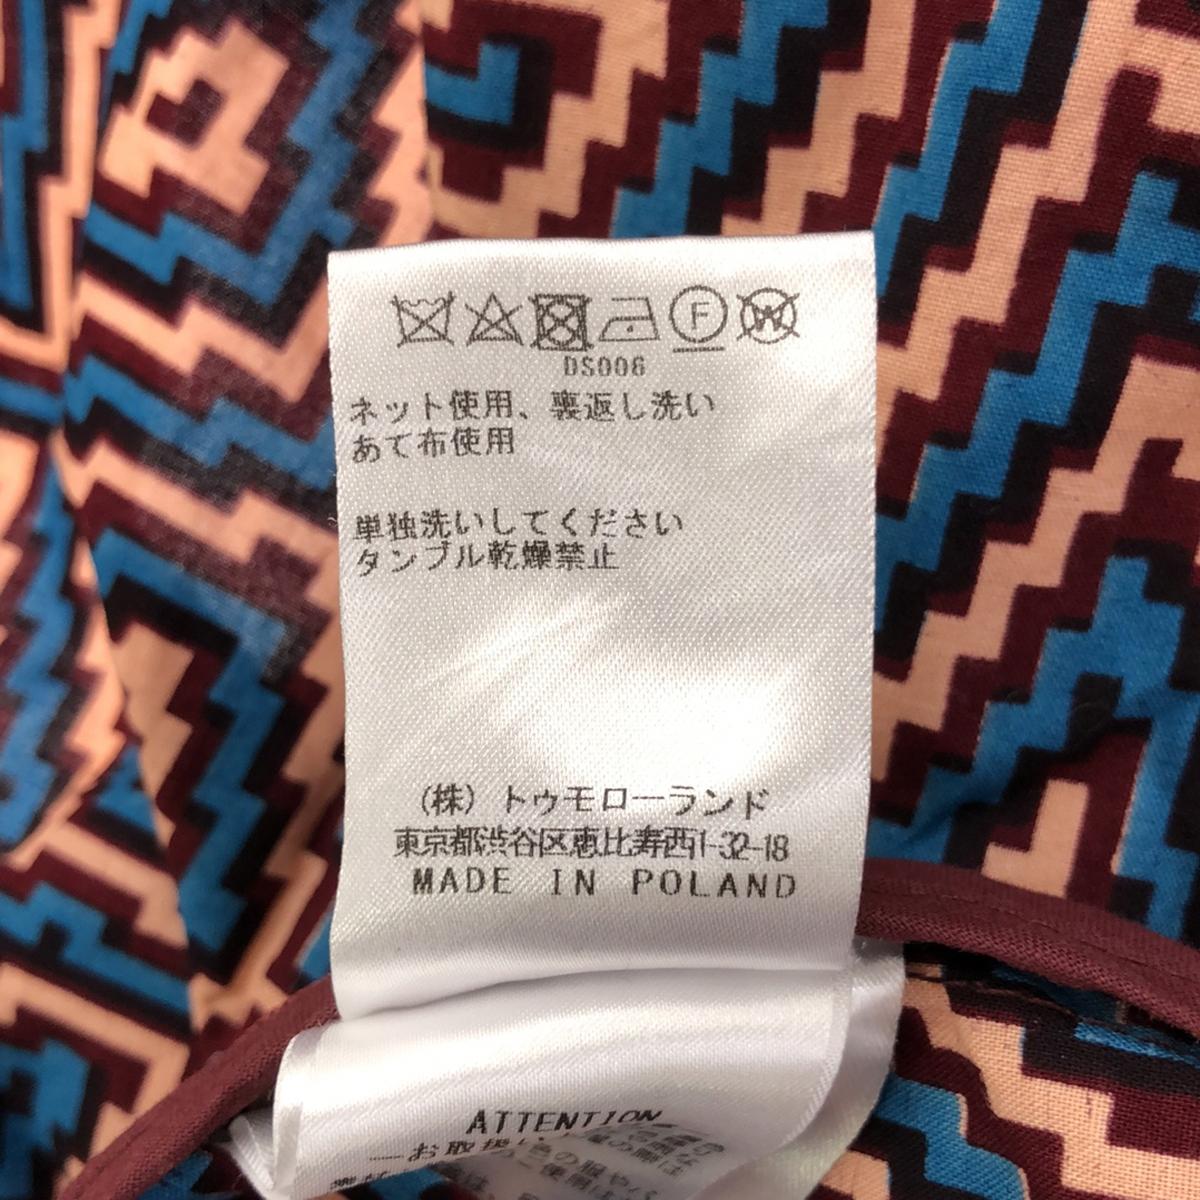 F W
DS006
ネット使用、裏返し洗い
あて布使用
単独洗いしてください
タンブル乾燥禁止
(株) トゥモローランド
東京都渋谷区恵比寿西1-32-18
MADE IN POLAND
ATTENTION